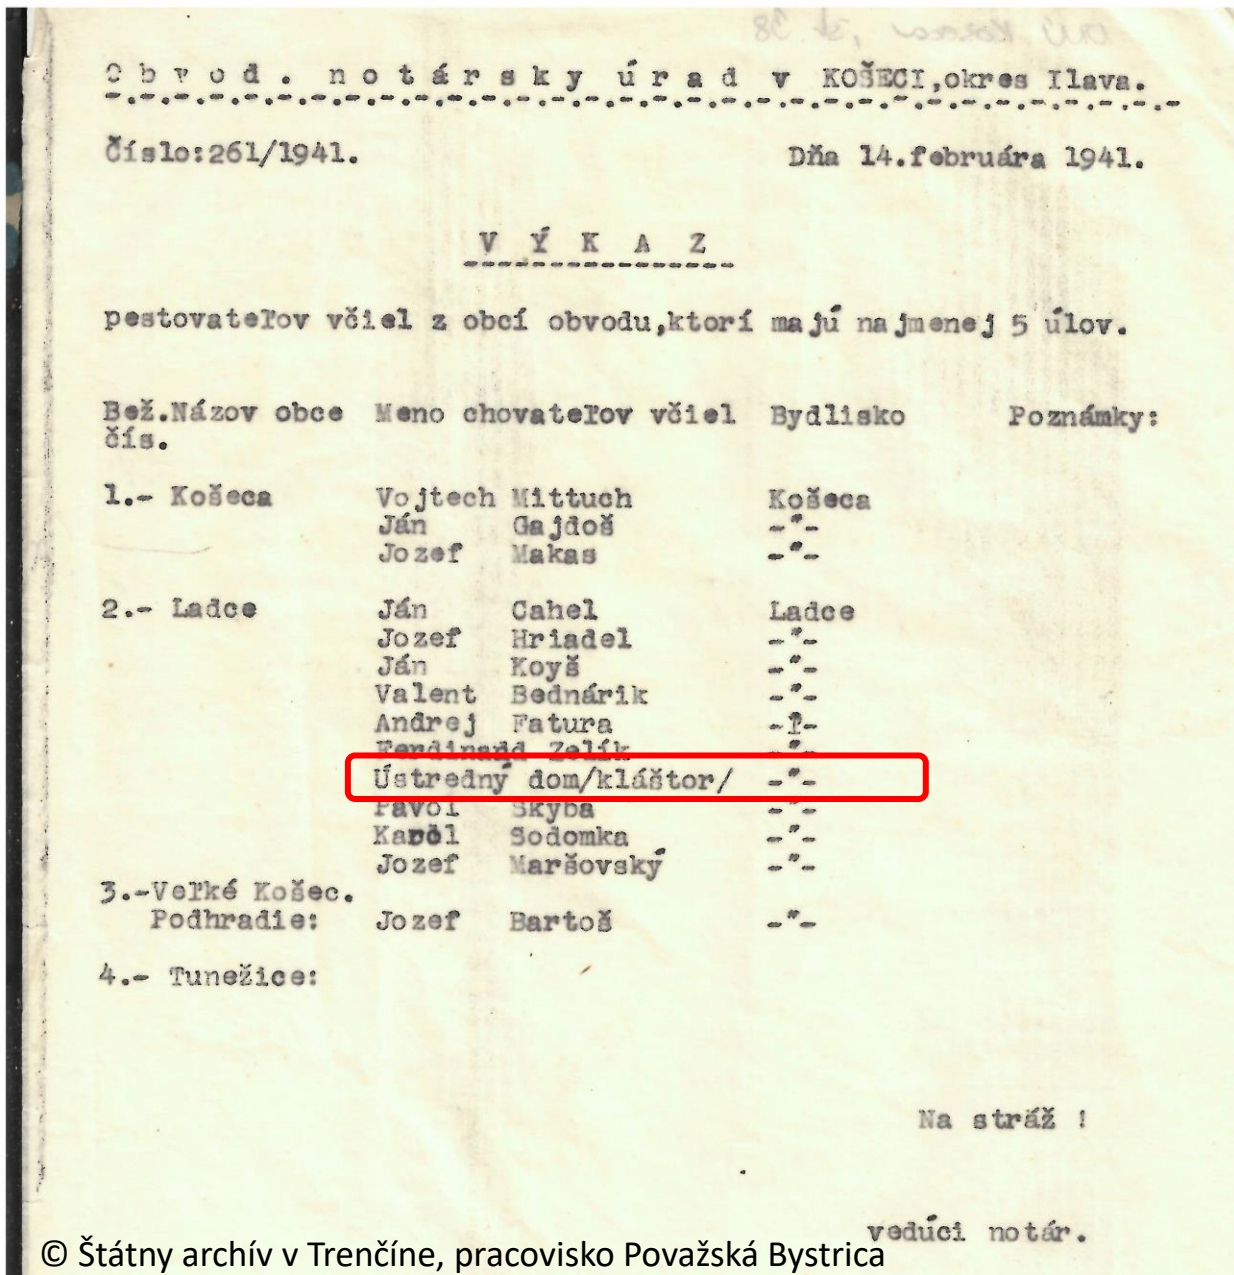 O b v o d . n o t á r s k y ú r a d v KOŠECI,okres Ilava.
Číslo:261/1941. Dňa 14.februára 1941.
V Ý K A Z
pestovateľov včiel z obcí obvodu,ktorí majú najmenej 5 úlov.
Bež.Názov obce Meno chovateľov včiel Bydlisko Poznámky:
čís.
1.- Košeca Vojtech Mittuch Košeca
Ján Gajdoš -"-
Jozef Makas -"-
2.- Ladce Ján Cahel Ladce
Jozef Hriadel -"-
Ján Koyš -"-
Valent Bednárik -"-
Andrej Fatura -?-
Ferdinand Zelík -"-
Ústredný dom/kláštor/ -"-
Pavol Skyba -"-
Karol Sodomka -"-
Jozef Maršovský -"-
3.-Veľké Košec.
Podhradie: Jozef Bartoš -"-
4.- Tunežice:
Na stráž !
vedúci notár.
© Štátny archív v Trenčíne, pracovisko Považská Bystrica